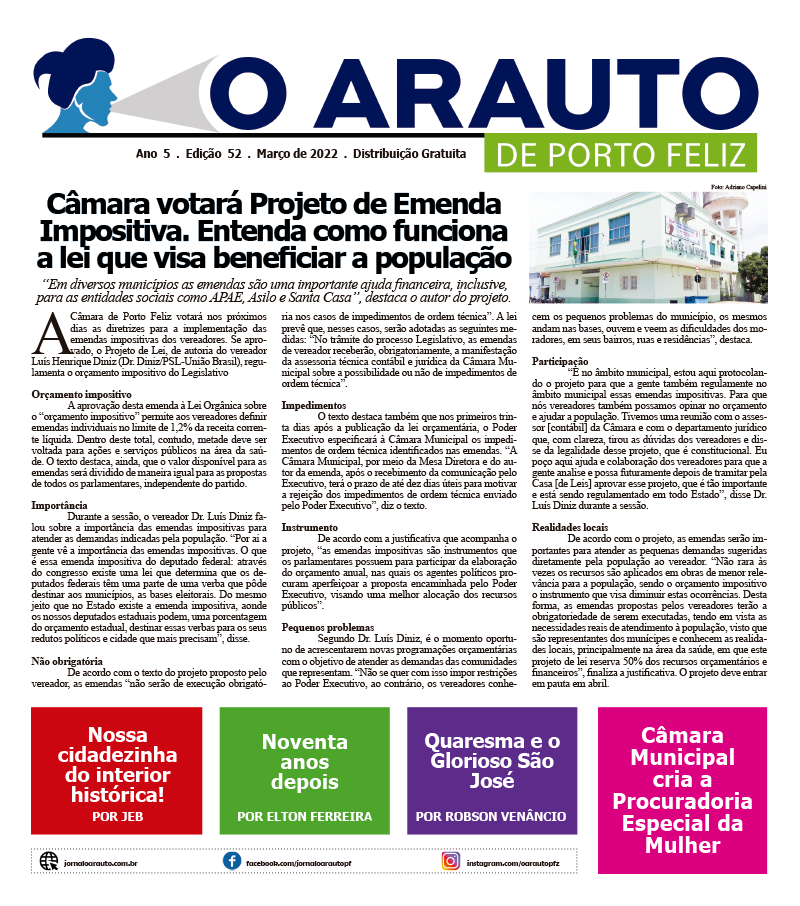 O ARAUTO
DE PORTO FELIZ
Ano 5 . Edição 52 . Março de 2022 . Distribuição Gratuita
Foto: Adriano Capelini
Câmara votará Projeto de Emenda
Impositiva. Entenda como funciona
a lei que visa beneficiar a população
“Em diversos municípios as emendas são uma importante ajuda financeira, inclusive,
para as entidades sociais como APAE, Asilo e Santa Casa”, destaca o autor do projeto.
A Câmara de Porto Feliz votará nos próximos
dias as diretrizes para a implementação das
emendas impositivas dos vereadores. Se apro-
vado, o Projeto de Lei, de autoria do vereador
Luís Henrique Diniz (Dr. Diniz/PSL-União Brasil), regu-
lamenta o orçamento impositivo do Legislativo
Orçamento impositivo
A aprovação desta emenda à Lei Orgânica sobre
o “orçamento impositivo” permite aos vereadores definir
emendas individuais no limite de 1,2% da receita corren-
te líquida. Dentro deste total, contudo, metade deve ser
voltada para ações e serviços públicos na área da saú-
de. O texto destaca, ainda, que o valor disponível para as
emendas será dividido de maneira igual para as propostas
de todos os parlamentares, independente do partido.
Importância
Durante a sessão, o vereador Dr. Luís Diniz fa-
lou sobre a importância das emendas impositivas para
atender as demandas indicadas pela população. “Por ai a
gente vê a importância das emendas impositivas. O que
é essa emenda impositiva do deputado federal: através
do congresso existe uma lei que determina que os de-
putados federais têm uma parte de uma verba que pôde
destinar aos municípios, as bases eleitorais. Do mesmo
jeito que no Estado existe a emenda impositiva, aonde
os nossos deputados estaduais podem, uma porcentagem
do orçamento estadual, destinar essas verbas para os seus
redutos políticos e cidade que mais precisam”, disse.
Não obrigatória
De acordo com o texto do projeto proposto pelo
vereador, as emendas “não serão de execução obrigató-
ria nos casos de impedimentos de ordem técnica”. A lei
prevê que, nesses casos, serão adotadas as seguintes me-
didas: “No trâmite do processo Legislativo, as emendas
de vereador receberão, obrigatoriamente, a manifestação
da assessoria técnica contábil e jurídica da Câmara Mu-
nicipal sobre a possibilidade ou não de impedimentos de
ordem técnica”.
Impedimentos
O texto destaca também que nos primeiros trin-
ta dias após a publicação da lei orçamentária, o Poder
Executivo especificará à Câmara Municipal os impedi-
mentos de ordem técnica identificados nas emendas. “A
Câmara Municipal, por meio da Mesa Diretora e do au-
tor da emenda, após o recebimento da comunicação pelo
Executivo, terá o prazo de até dez dias úteis para motivar
a rejeição dos impedimentos de ordem técnica enviado
pelo Poder Executivo”, diz o texto.
Instrumento
De acordo com a justificativa que acompanha o
projeto, “as emendas impositivas são instrumentos que
os parlamentares possuem para participar da elaboração
do orçamento anual, nas quais os agentes políticos pro-
curam aperfeiçoar a proposta encaminhada pelo Poder
Executivo, visando uma melhor alocação dos recursos
públicos”.
Pequenos problemas
Segundo Dr. Luís Diniz, é o momento oportu-
no de acrescentarem novas programações orçamentárias
com o objetivo de atender as demandas das comunidades
que representam. “Não se quer com isso impor restrições
ao Poder Executivo, ao contrário, os vereadores conhe-
cem os pequenos problemas do município, os mesmos
andam nas bases, ouvem e veem as dificuldades dos mo-
radores, em seus bairros, ruas e residências”, destaca.
Participação
“E no âmbito municipal, estou aqui protocolan-
do o projeto para que a gente também regulamente no
âmbito municipal essas emendas impositivas. Para que
nós vereadores também possamos opinar no orçamento
e ajudar a população. Tivemos uma reunião com o asses-
sor [contábil] da Câmara e com o departamento jurídico
que, com clareza, tirou as dúvidas dos vereadores e dis-
se da legalidade desse projeto, que é constitucional. Eu
poço aqui ajuda e colaboração dos vereadores para que a
gente analise e possa futuramente depois de tramitar pela
Casa [de Leis] aprovar esse projeto, que é tão importante
e está sendo regulamentado em todo Estado”, disse Dr.
Luís Diniz durante a sessão.
Realidades locais
De acordo com o projeto, as emendas serão im-
portantes para atender as pequenas demandas sugeridas
diretamente pela população ao vereador. “Não rara às
vezes os recursos são aplicados em obras de menor rele-
vância para a população, sendo o orçamento impositivo
o instrumento que visa diminuir estas ocorrências. Desta
forma, as emendas propostas pelos vereadores terão a
obrigatoriedade de serem executadas, tendo em vista as
necessidades reais de atendimento à população, visto que
são representantes dos munícipes e conhecem as realida-
des locais, principalmente na área da saúde, em que este
projeto de lei reserva 50% dos recursos orçamentários e
financeiros”, finaliza a justificativa. O projeto deve entrar
em pauta em abril.
Nossa
cidadezinha
do interior
histórica!
POR JEB
Noventa
anos
depois
POR ELTON FERREIRA
Quaresma e o
Glorioso São
José
POR ROBSON VENÂNCIO
Câmara
Municipal
cria a
Procuradoria
Especial da
Mulher
jornaloarauto.com.br
facebook.com/jornaloarautopf
instagram.com/oarautopfz